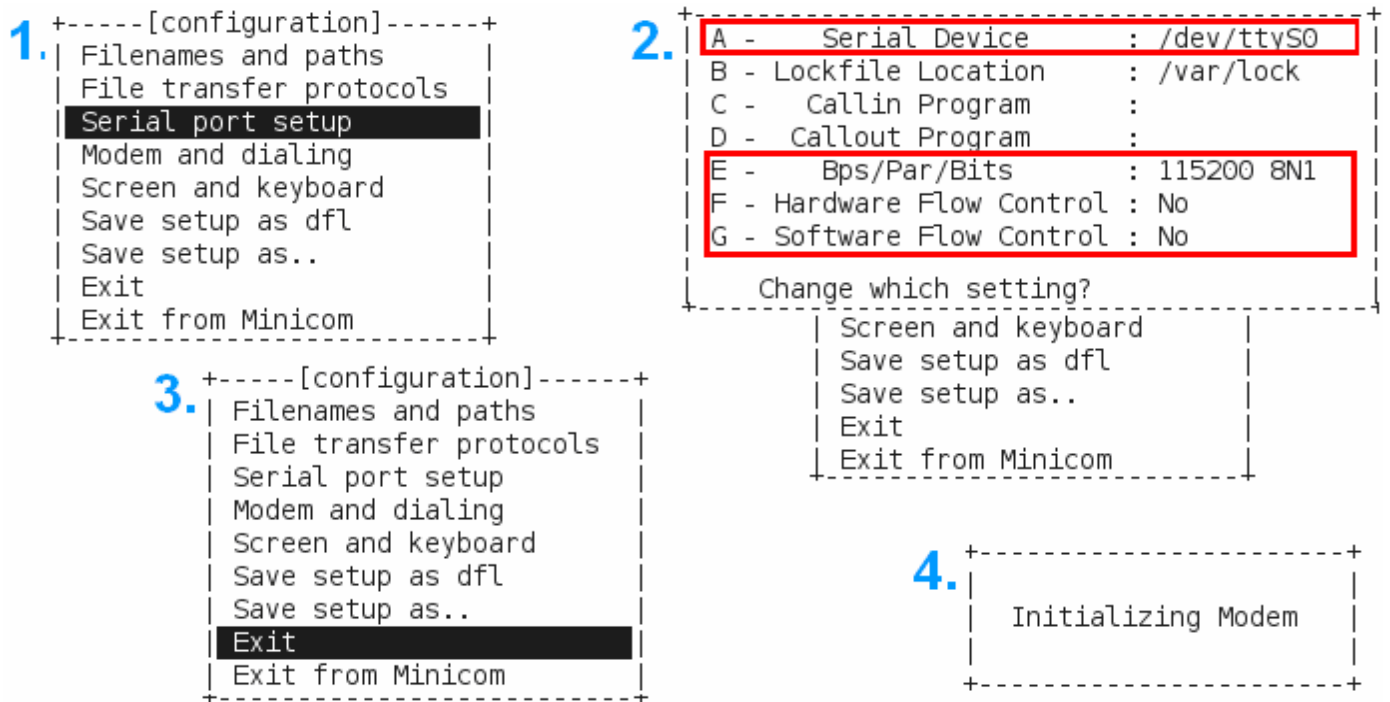 1.
+-----[configuration]------+
| Filenames and paths |
| File transfer protocols |
| Serial port setup |
| Modem and dialing |
| Screen and keyboard |
| Save setup as dfl |
| Save setup as.. |
| Exit |
| Exit from Minicom |
+--------------------------+
2.
| A - Serial Device : /dev/ttyS0 |
| B - Lockfile Location : /var/lock |
| C - Callin Program : |
| D - Callout Program : |
| E - Bps/Par/Bits : 115200 8N1 |
| F - Hardware Flow Control : No |
| G - Software Flow Control : No |
| Change which setting? |
| Screen and keyboard |
| Save setup as dfl |
| Save setup as.. |
| Exit |
| Exit from Minicom |
+--------------------------+
3.
+-----[configuration]------+
| Filenames and paths |
| File transfer protocols |
| Serial port setup |
| Modem and dialing |
| Screen and keyboard |
| Save setup as dfl |
| Save setup as.. |
| Exit |
| Exit from Minicom |
+--------------------------+
4.
+-----------------------+
| Initializing Modem |
+-----------------------+